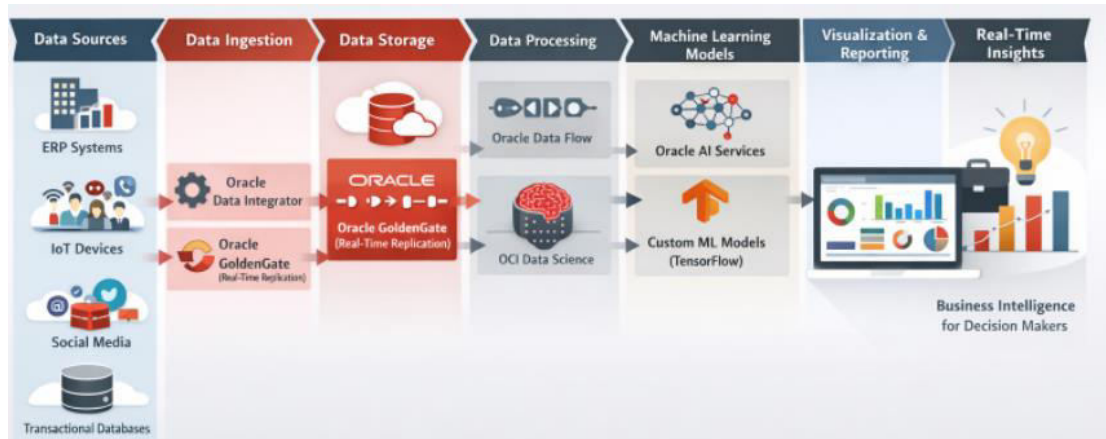 Data Sources
Data Ingestion
Data Storage
Data Processing
Machine Learning
Models
Visualization &
Reporting
Real-Time
Insights
ERP Systems
IoT Devices
Social Media
Transactional Databases
Oracle
Data Integrator
Oracle
GoldenGate
(Real-Time Replication)
ORACLE
Oracle GoldenGate
(Real-Time Replication)
Oracle Data Flow
OCI Data Science
Oracle AI Services
Custom ML Models
(TensorFlow)
Business Intelligence
for Decision Makers